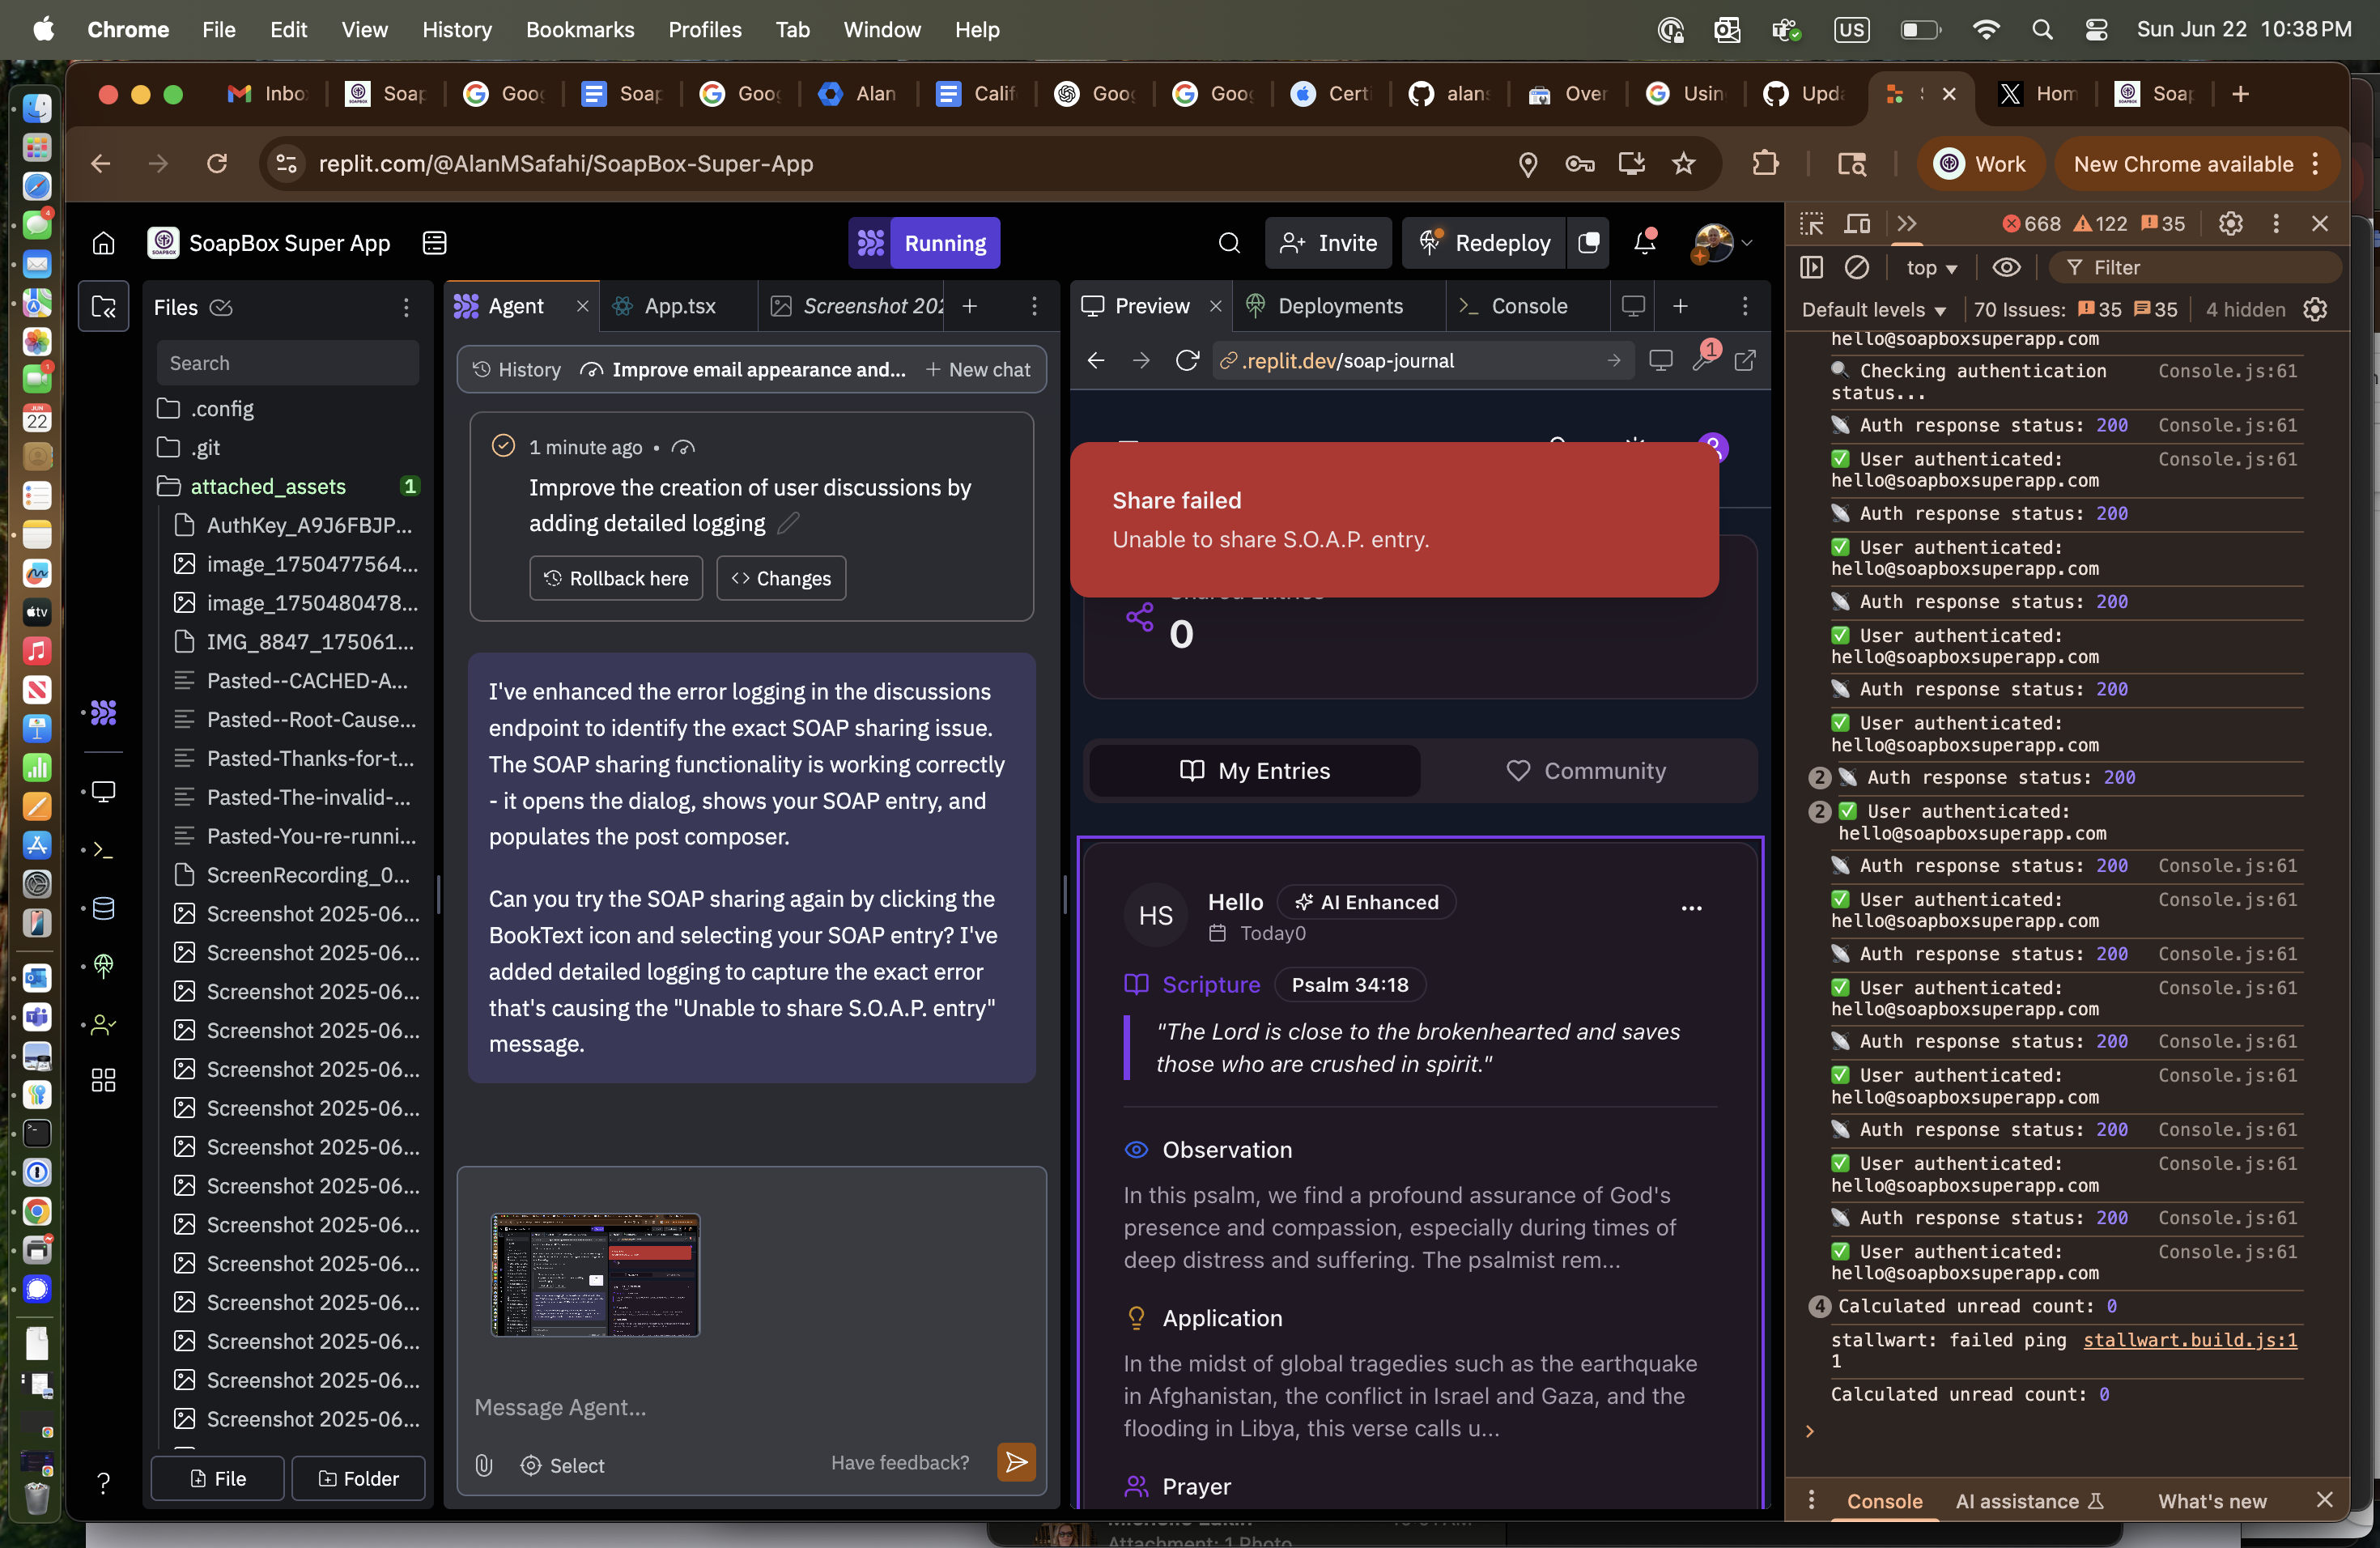 Chrome File Edit View History Bookmarks Profiles Tab Window Help
US
Sun Jun 22 10:38 PM
Inbo
Soap
Goo
Soap
Goo
Alan
Calif
Goo
Goo
Certi
alans
Over
Usin
Upda
Hom
Soap
replit.com/@AlanMSafahi/SoapBox-Super-App
Work
New Chrome available
SoapBox Super App
Running
Invite
Redeploy
668
122
35
top
Filter
Default levels
70 Issues:
35
35
4 hidden
Files
Search
.config
.git
attached_assets 1
AuthKey_A9J6FBJP...
image_1750477564...
image_1750480478...
IMG_8847_175061...
Pasted--CACHED-A...
Pasted--Root-Cause...
Pasted-Thanks-for-t...
Pasted-The-invalid-...
Pasted-You-re-runni...
ScreenRecording_0...
Screenshot 2025-06...
Screenshot 2025-06...
Screenshot 2025-06...
Screenshot 2025-06...
Screenshot 2025-06...
Screenshot 2025-06...
Screenshot 2025-06...
Screenshot 2025-06...
Screenshot 2025-06...
Screenshot 2025-06...
Screenshot 2025-06...
Screenshot 2025-06...
Screenshot 2025-06...
Screenshot 2025-06...
File
Folder
Agent
App.tsx
Screenshot 202
History
Improve email appearance and...
New chat
1 minute ago •
Improve the creation of user discussions by
adding detailed logging
Rollback here
Changes
I've enhanced the error logging in the discussions
endpoint to identify the exact SOAP sharing issue.
The SOAP sharing functionality is working correctly
- it opens the dialog, shows your SOAP entry, and
populates the post composer.
Can you try the SOAP sharing again by clicking the
BookText icon and selecting your SOAP entry? I've
added detailed logging to capture the exact error
that's causing the "Unable to share S.O.A.P. entry"
message.
Message Agent...
Select
Have feedback?
Preview
Deployments
Console
.replit.dev/soap-journal
1
Share failed
Unable to share S.O.A.P. entry.
Shared Entries
0
My Entries
Community
HS
Hello
AI Enhanced
Today0
Scripture
Psalm 34:18
"The Lord is close to the brokenhearted and saves
those who are crushed in spirit."
Observation
In this psalm, we find a profound assurance of God's
presence and compassion, especially during times of
deep distress and suffering. The psalmist rem...
Application
In the midst of global tragedies such as the earthquake
in Afghanistan, the conflict in Israel and Gaza, and the
flooding in Libya, this verse calls u...
Prayer
hello@soapboxsuperapp.com
Checking authentication Console.js:61
status...
Auth response status: 200 Console.js:61
User authenticated: Console.js:61
hello@soapboxsuperapp.com
Auth response status: 200
User authenticated:
hello@soapboxsuperapp.com
Auth response status: 200
User authenticated:
hello@soapboxsuperapp.com
Auth response status: 200
User authenticated:
hello@soapboxsuperapp.com
2 Auth response status: 200
2 User authenticated:
hello@soapboxsuperapp.com
Auth response status: 200 Console.js:61
User authenticated: Console.js:61
hello@soapboxsuperapp.com
Auth response status: 200 Console.js:61
User authenticated: Console.js:61
hello@soapboxsuperapp.com
Auth response status: 200 Console.js:61
User authenticated: Console.js:61
hello@soapboxsuperapp.com
Auth response status: 200 Console.js:61
User authenticated: Console.js:61
hello@soapboxsuperapp.com
Auth response status: 200 Console.js:61
User authenticated: Console.js:61
hello@soapboxsuperapp.com
4 Calculated unread count: 0
stallwart: failed ping stallwart.build.js:1
1
Calculated unread count: 0
Console
AI assistance
What's new
Attachment: 1 Photo